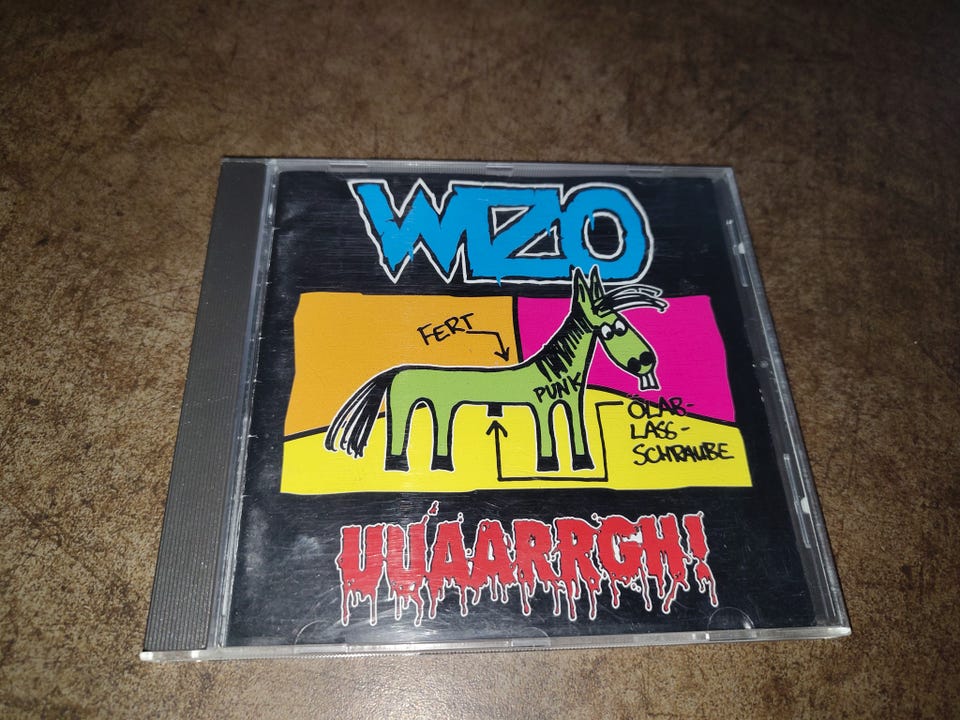 WIZO
FERT
PUNK
ÖLAB-
LASS-
SCHRAUBE
UUAARRGH!